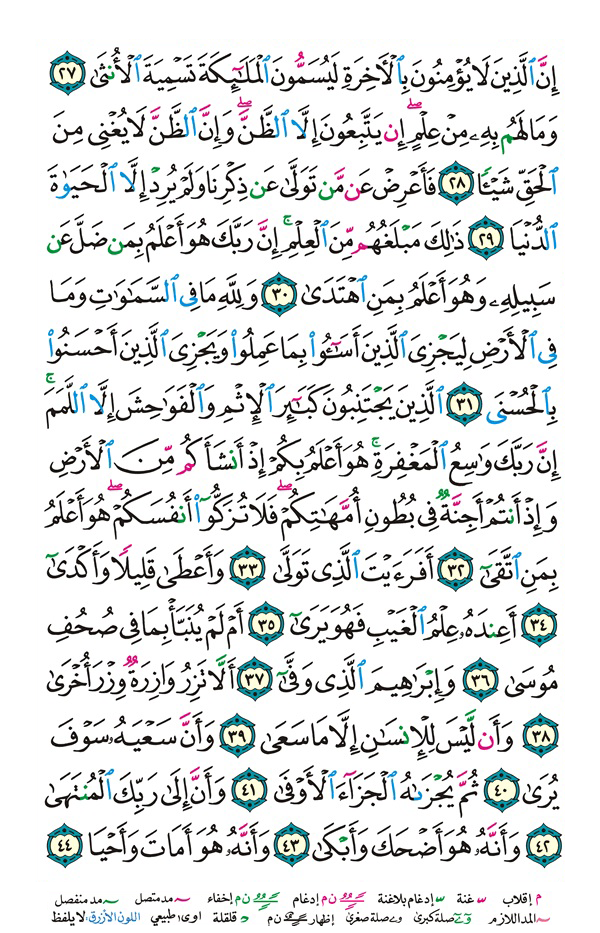 إِنَّ ٱلَّذِينَ لَا يُؤْمِنُونَ بِٱلْـَٔاخِرَةِ لَيُسَمُّونَ ٱلْمَلَـٰٓئِكَةَ تَسْمِيَةَ ٱلْأُنثَىٰ ٢٧
وَمَا لَهُم بِهِۦ مِنْ عِلْمٍ ۖ إِن يَتَّبِعُونَ إِلَّا ٱلظَّنَّ ۖ وَإِنَّ ٱلظَّنَّ لَا يُغْنِى مِنَ
ٱلْحَقِّ شَيْـًٔا ٢٨ فَأَعْرِضْ عَن مَّن تَوَلَّىٰ عَن ذِكْرِنَا وَلَمْ يُرِدْ إِلَّا ٱلْحَيَوٰةَ
ٱلدُّنْيَا ٢٩ ذَٰلِكَ مَبْلَغُهُم مِّنَ ٱلْعِلْمِ ۚ إِنَّ رَبَّكَ هُوَ أَعْلَمُ بِمَن ضَلَّ عَن
سَبِيلِهِۦ وَهُوَ أَعْلَمُ بِمَنِ ٱهْتَدَىٰ ٣٠ وَلِلَّهِ مَا فِى ٱلسَّمَـٰوَٰتِ وَمَا
فِى ٱلْأَرْضِ لِيَجْزِىَ ٱلَّذِينَ أَسَـٰٓـُٔوا۟ بِمَا عَمِلُوا۟ وَيَجْزِىَ ٱلَّذِينَ أَحْسَنُوا۟
بِٱلْحُسْنَى ٣١ ٱلَّذِينَ يَجْتَنِبُونَ كَبَـٰٓئِرَ ٱلْإِثْمِ وَٱلْفَوَٰحِشَ إِلَّا ٱللَّمَمَ ۚ
إِنَّ رَبَّكَ وَٰسِعُ ٱلْمَغْفِرَةِ ۚ هُوَ أَعْلَمُ بِكُمْ إِذْ أَنشَأَكُم مِّنَ ٱلْأَرْضِ
وَإِذْ أَنتُمْ أَجِنَّةٌ فِى بُطُونِ أُمَّهَـٰتِكُمْ ۖ فَلَا تُزَكُّوٓا۟ أَنفُسَكُمْ ۖ هُوَ أَعْلَمُ
بِمَنِ ٱتَّقَىٰٓ ٣٢ أَفَرَءَيْتَ ٱلَّذِى تَوَلَّىٰ ٣٣ وَأَعْطَىٰ قَلِيلًا وَأَكْدَىٰٓ
٣٤ أَعِندَهُۥ عِلْمُ ٱلْغَيْبِ فَهُوَ يَرَىٰٓ ٣٥ أَمْ لَمْ يُنَبَّأْ بِمَا فِى صُحُفِ
مُوسَىٰ ٣٦ وَإِبْرَٰهِيمَ ٱلَّذِى وَفَّىٰٓ ٣٧ أَلَّا تَزِرُ وَازِرَةٌ وِزْرَ أُخْرَىٰ
٣٨ وَأَن لَّيْسَ لِلْإِنسَـٰنِ إِلَّا مَا سَعَىٰ ٣٩ وَأَنَّ سَعْيَهُۥ سَوْفَ
يُرَىٰ ٤٠ ثُمَّ يُجْزَىٰهُ ٱلْجَزَآءَ ٱلْأَوْفَىٰ ٤١ وَأَنَّ إِلَىٰ رَبِّكَ ٱلْمُنتَهَىٰ
٤٢ وَأَنَّهُۥ هُوَ أَضْحَكَ وَأَبْكَىٰ ٤٣ وَأَنَّهُۥ هُوَ أَمَاتَ وَأَحْيَا ٤٤
م إقلاب غنة إدغام بلاغنة ن م إدغام ن م إخفاء مد متصل مد منفصل
المد اللازم صلة كبرى صلة صغرى إظهار ن م قلقلة اوى؛ طبيعي اللون الأزرق: لا يلفظ